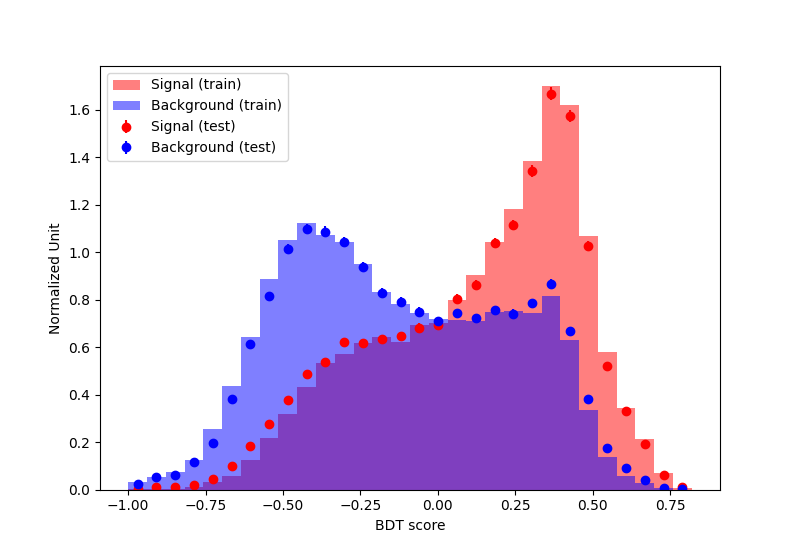 Signal (train)
Background (train)
Signal (test)
Background (test)
1.6
1.4
1.2
1.0
0.8
0.6
0.4
0.2
0.0
Normalized Unit
−1.00 −0.75 −0.50 −0.25 0.00 0.25 0.50 0.75
BDT score